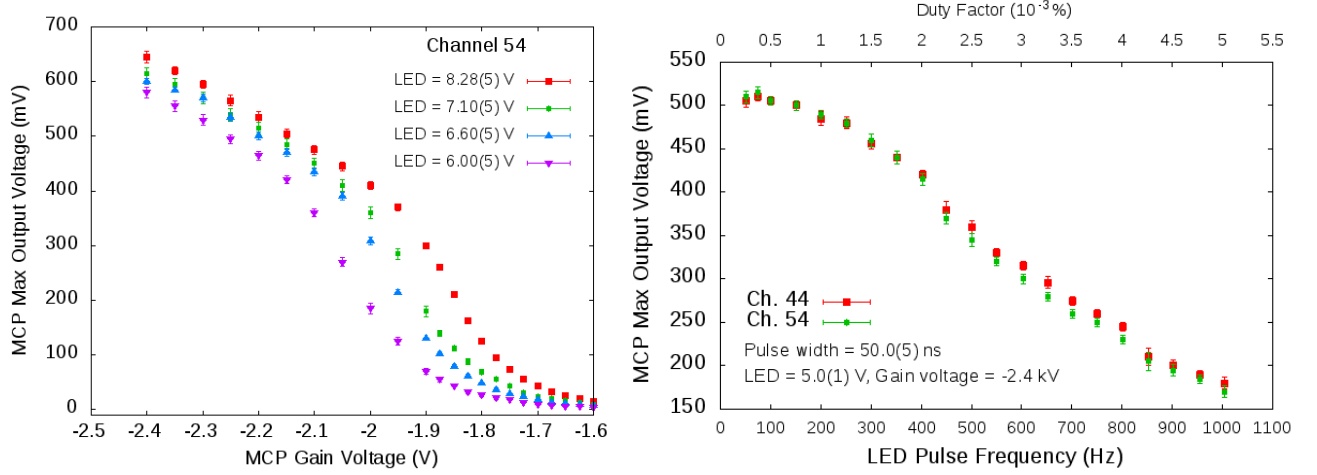 700
600
500
400
300
200
100
0
MCP Max Output Voltage (mV)
Channel 54
LED = 8.28(5) V
LED = 7.10(5) V
LED = 6.60(5) V
LED = 6.00(5) V
-2.5 -2.4 -2.3 -2.2 -2.1 -2 -1.9 -1.8 -1.7 -1.6
MCP Gain Voltage (V)
Duty Factor (10⁻³%)
0 0.5 1 1.5 2 2.5 3 3.5 4 4.5 5 5.5
550
500
450
400
350
300
250
200
150
MCP Max Output Voltage (mV)
Ch. 44
Ch. 54
Pulse width = 50.0(5) ns
LED = 5.0(1) V, Gain voltage = -2.4 kV
0 100 200 300 400 500 600 700 800 900 1000 1100
LED Pulse Frequency (Hz)